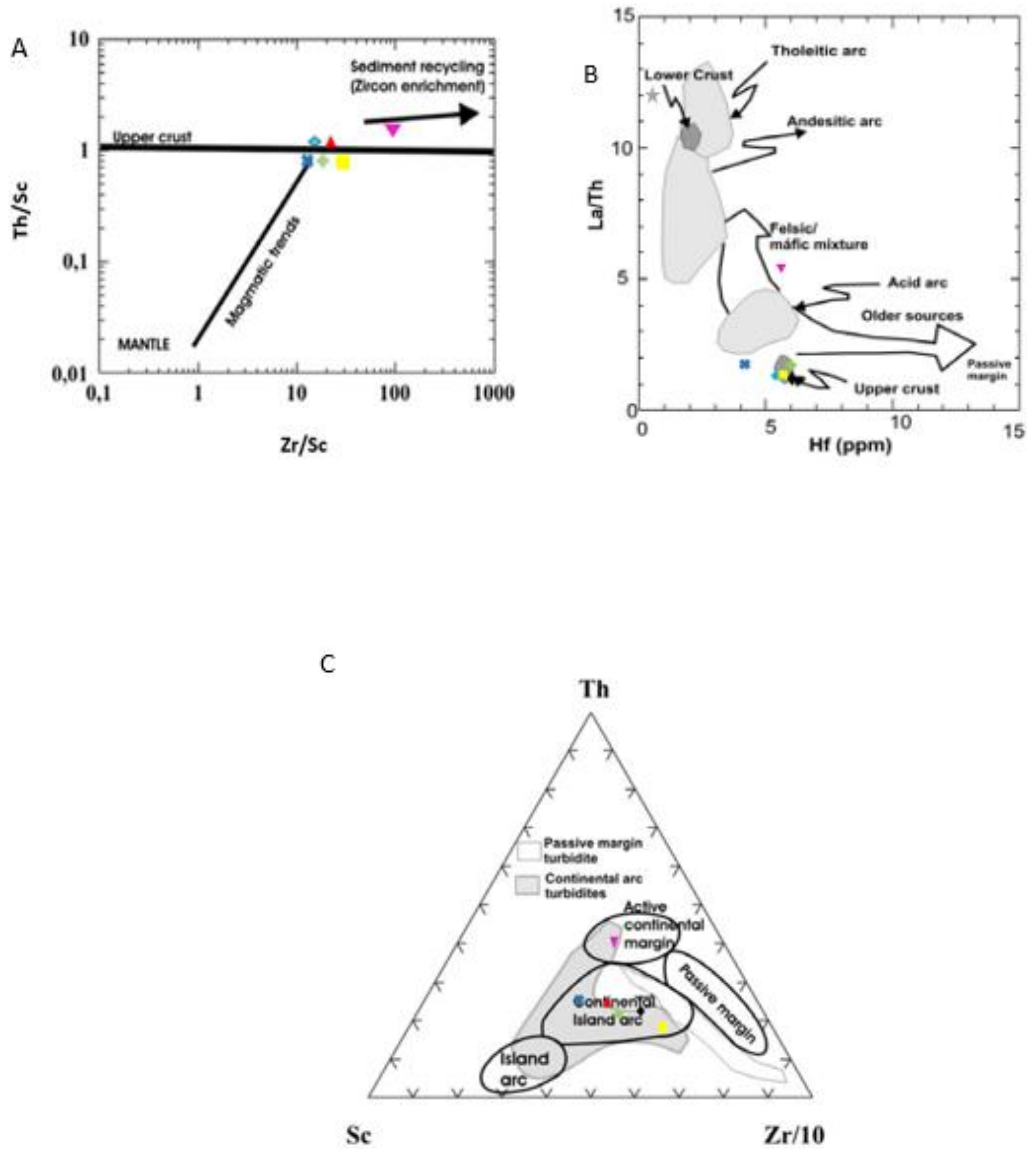 A
10
1
0,1
0,01
0,1
1
10
100
1000
Th/Sc
Zr/Sc
Sediment recycling
(Zircon enrichment)
Upper crust
Magmatic trends
MANTLE
B
15
10
5
0
0
5
10
15
La/Th
Hf (ppm)
Tholeitic arc
Lower Crust
Andesitic arc
Felsic/
máfic mixture
Acid arc
Older sources
Passive
margin
Upper crust
C
Th
Passive margin
turbidite
Continental arc
turbidites
Active
continental
margin
Passive margin
Continental
Island arc
Island
arc
Sc
Zr/10